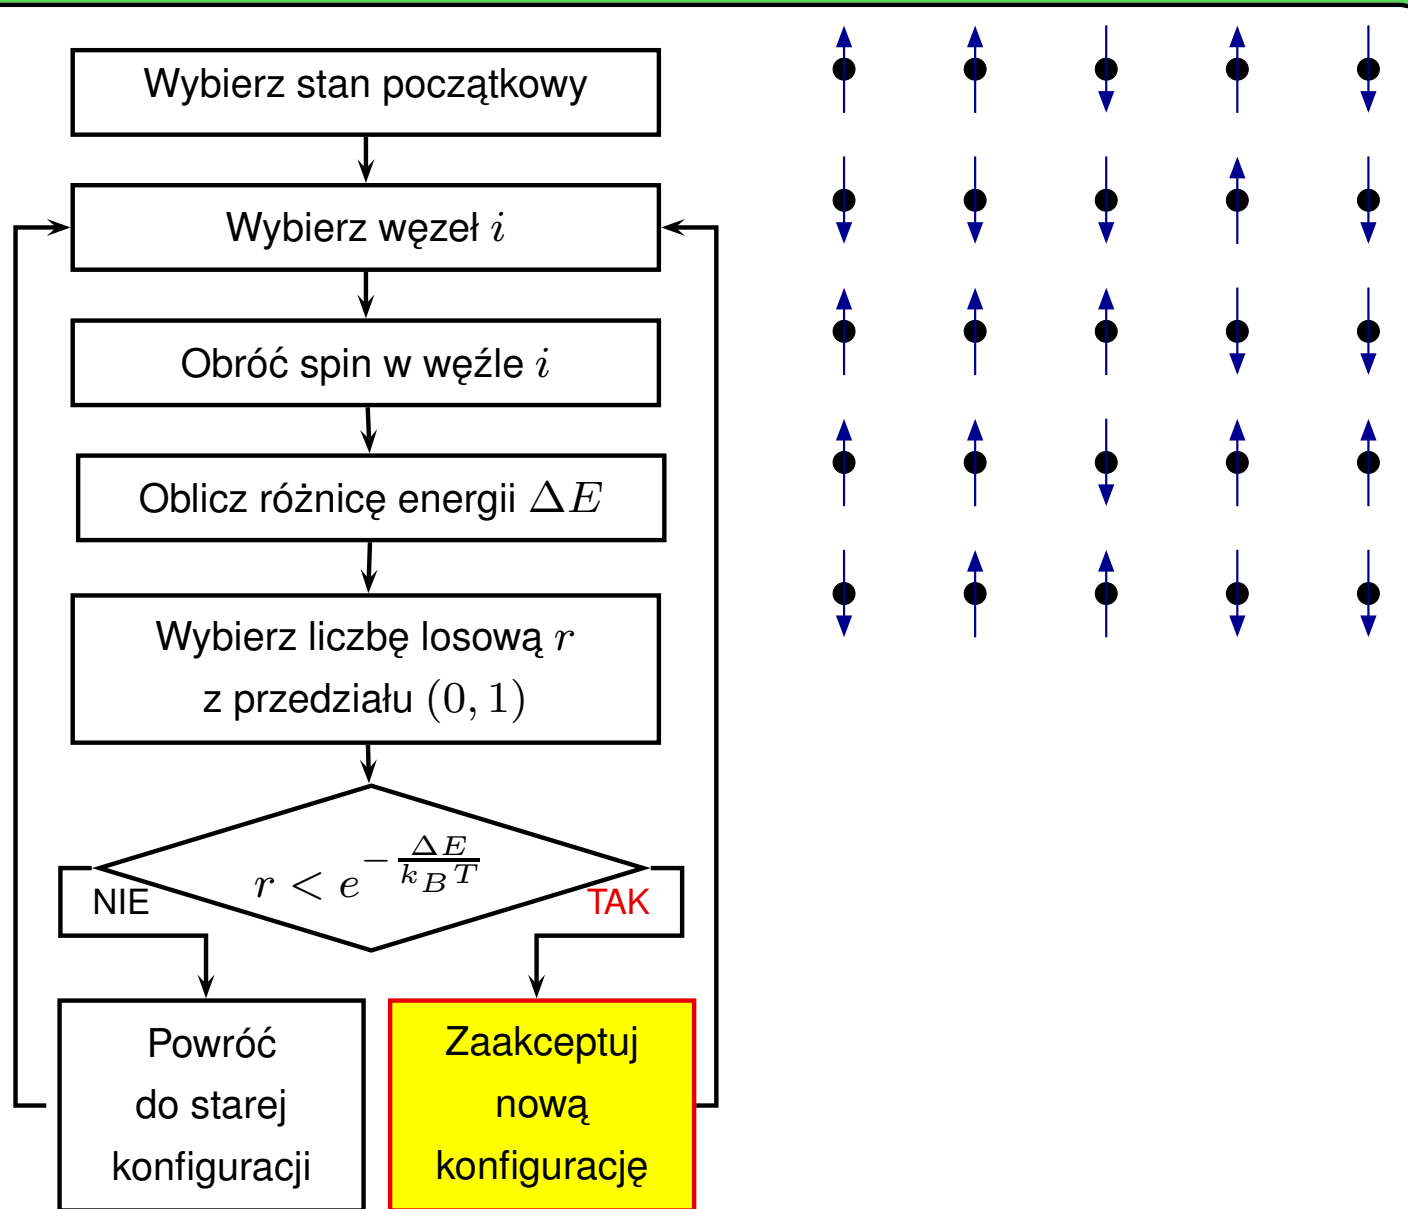 Wybierz stan początkowy
Wybierz węzeł i
Obróć spin w węźle i
Oblicz różnicę energii ΔE
Wybierz liczbę losową r
z przedziału (0, 1)
r < e^{-\frac{ΔE}{k_B T}}
NIE
TAK
Powróć
do starej
konfiguracji
Zaakceptuj
nową
konfigurację